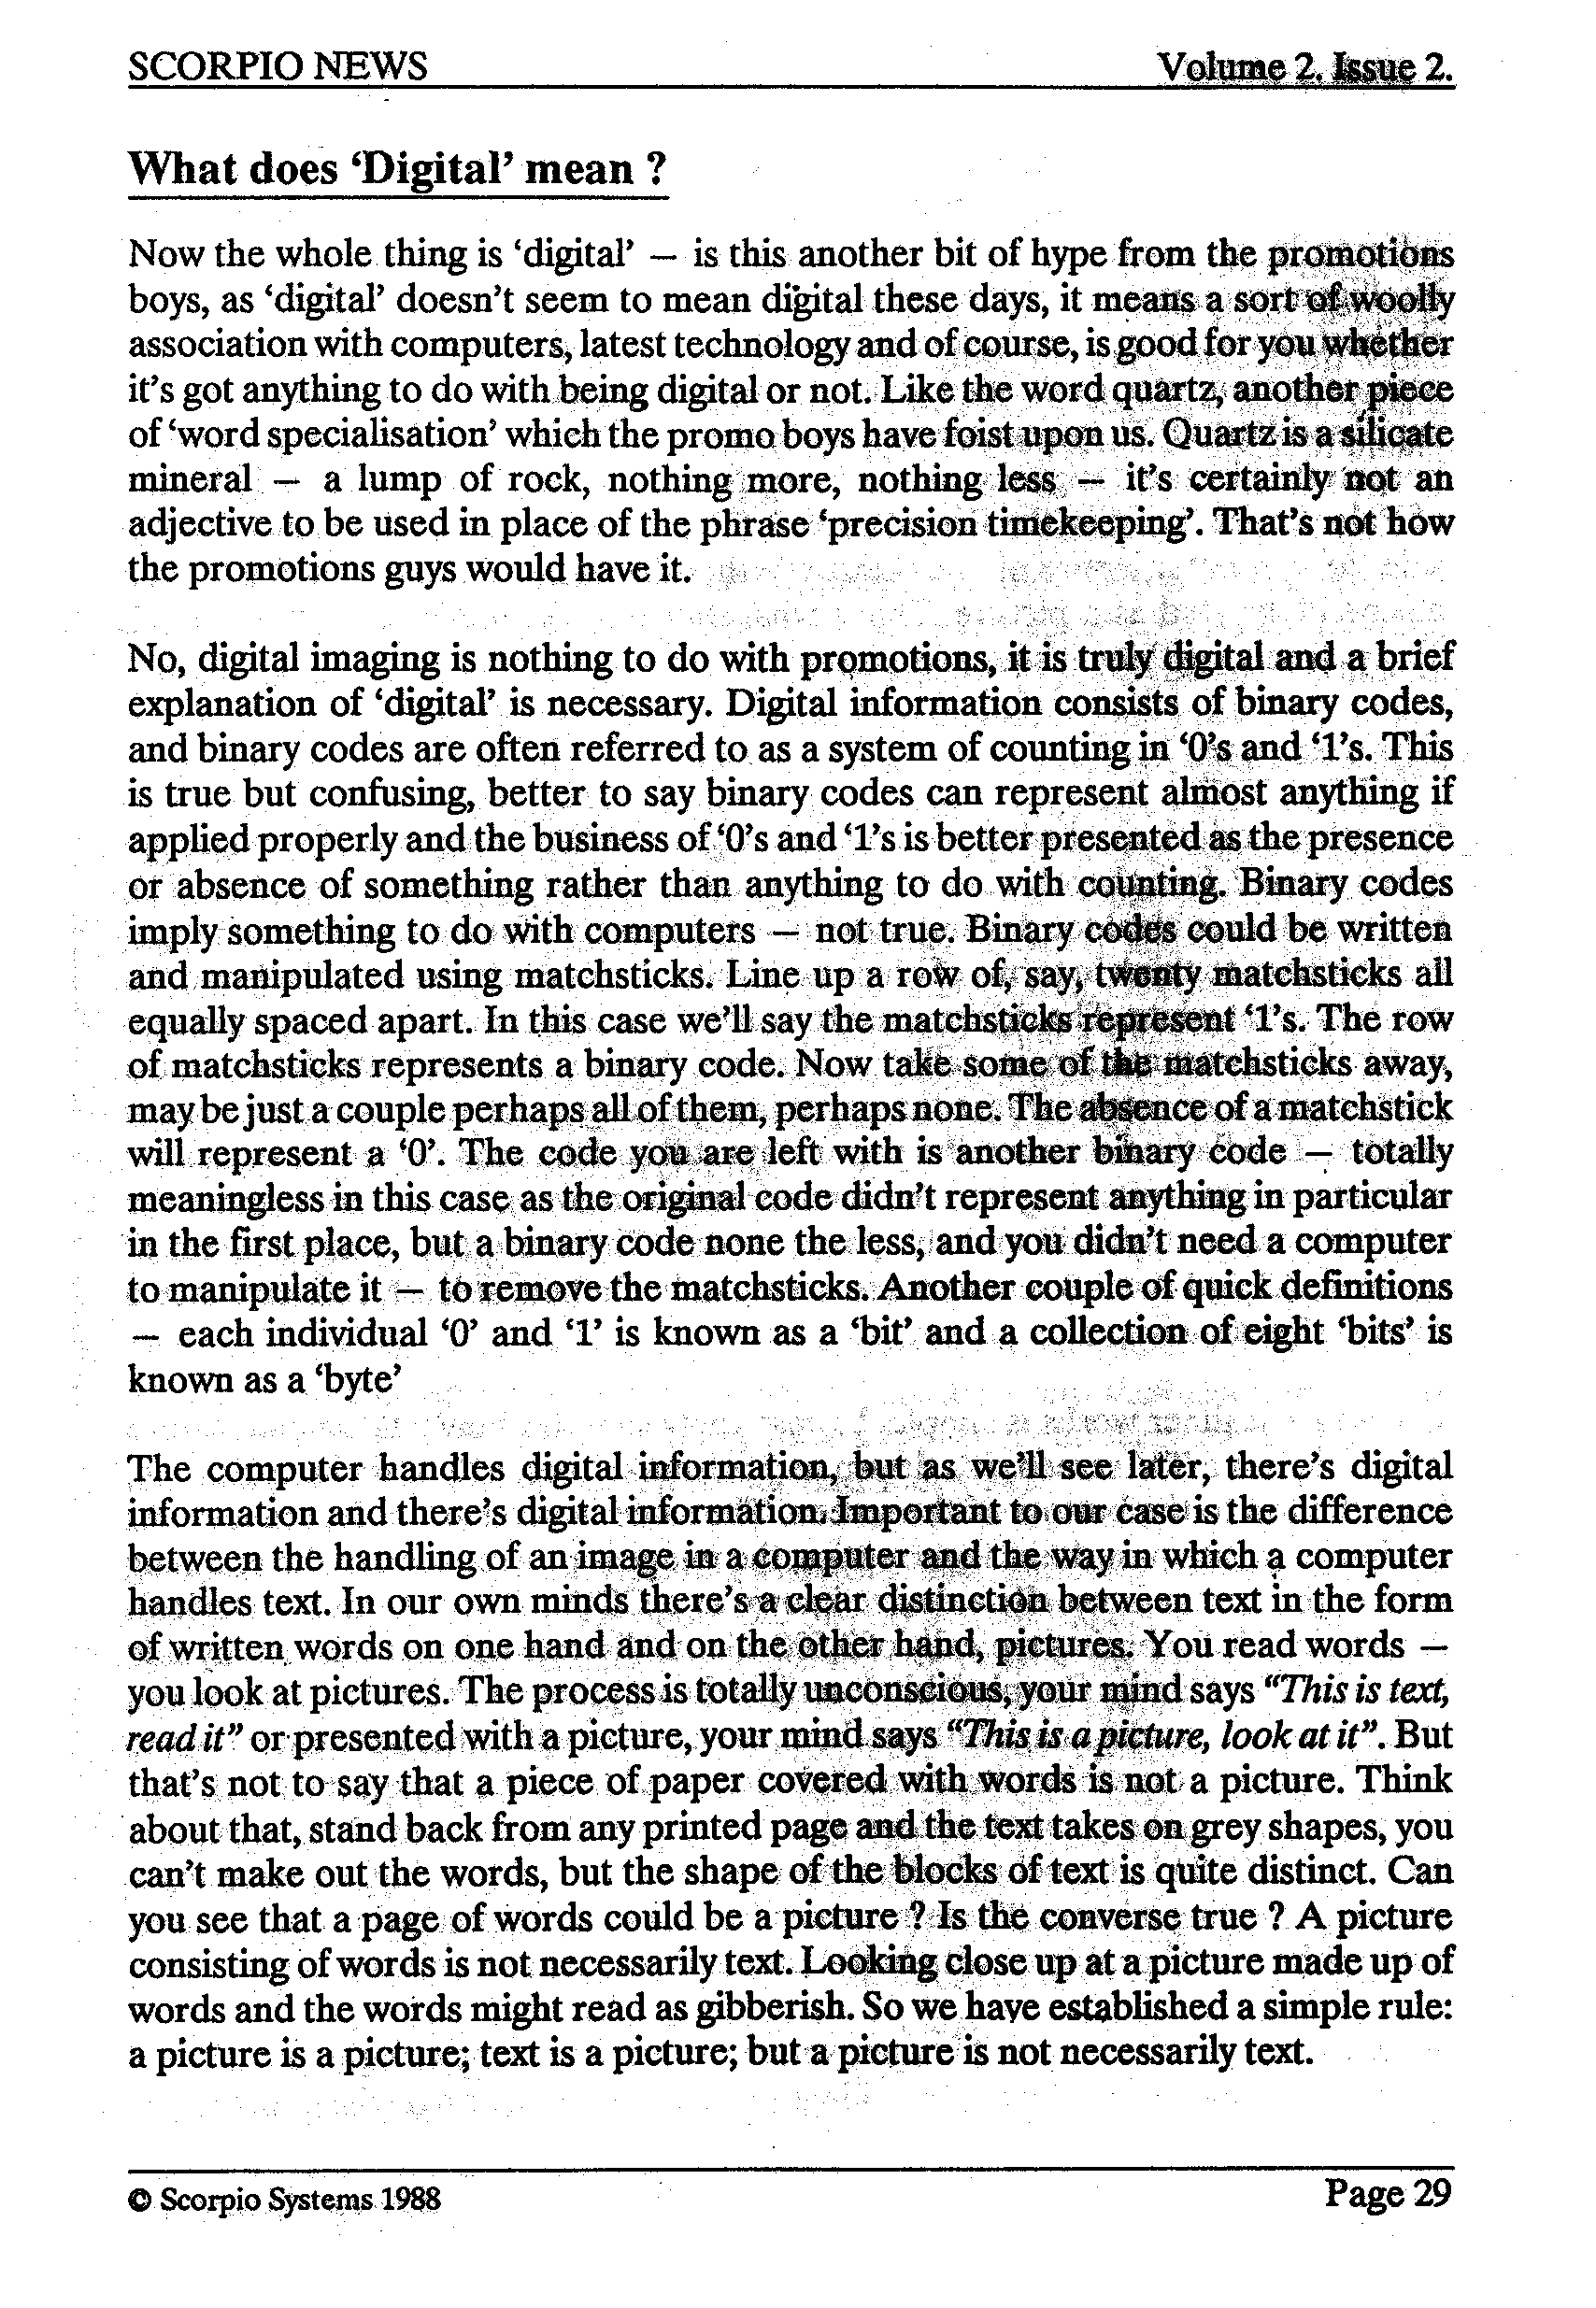 SCORPIO NEWS Volume 2. Issue 2.
What does ‘Digital’ mean ?
Now the whole thing is ‘digital’ — is this another bit of hype from the promotions
boys, as ‘digital’ doesn’t seem to mean digital these days, it means a sort of woolly
association with computers, latest technology and of course, is good for you whether
it’s got anything to do with being digital or not. Like the word quartz, another piece
of ‘word specialisation’ which the promo boys have foist upon us. Quartz is a silicate
mineral — a lump of rock, nothing more, nothing less — it’s certainly not an
adjective to be used in place of the phrase ‘precision timekeeping’. That’s not how
the promotions guys would have it.
No, digital imaging is nothing to do with promotions, it is truly digital and a brief
explanation of ‘digital’ is necessary. Digital information consists of binary codes,
and binary codes are often referred to as a system of counting in ‘0’s and ‘1’s. This
is true but confusing, better to say binary codes can represent almost anything if
applied properly and the business of ‘0’s and ‘1’s is better presented as the presence
or absence of something rather than anything to do with counting. Binary codes
imply something to do with computers — not true. Binary codes could be written
and manipulated using matchsticks. Line up a row of, say, twenty matchsticks all
equally spaced apart. In this case we’ll say the matchsticks represent ‘1’s. The row
of matchsticks represents a binary code. Now take some of the matchsticks away,
may be just a couple perhaps all of them, perhaps none. The absence of a matchstick
will represent a ‘0’. The code you are left with is another binary code — totally
meaningless in this case as the original code didn’t represent anything in particular
in the first place, but a binary code none the less, and you didn’t need a computer
to manipulate it — to remove the matchsticks. Another couple of quick definitions
— each individual ‘0’ and ‘1’ is known as a ‘bit’ and a collection of eight ‘bits’ is
known as a ‘byte’
The computer handles digital information, but as we’ll see later, there’s digital
information and there’s digital information. Important to our case is the difference
between the handling of an image in a computer and the way in which a computer
handles text. In our own minds there’s a clear distinction between text in the form
of written words on one hand and on the other hand, pictures. You read words —
you look at pictures. The process is totally unconscious, your mind says “This is text,
read it” or presented with a picture, your mind says “This is a picture, look at it”. But
that’s not to say that a piece of paper covered with words is not a picture. Think
about that, stand back from any printed page and the text takes on grey shapes, you
can’t make out the words, but the shape of the blocks of text is quite distinct. Can
you see that a page of words could be a picture ? Is the converse true ? A picture
consisting of words is not necessarily text. Looking close up at a picture made up of
words and the words might read as gibberish. So we have established a simple rule:
a picture is a picture; text is a picture; but a picture is not necessarily text.
© Scorpio Systems 1988 Page 29